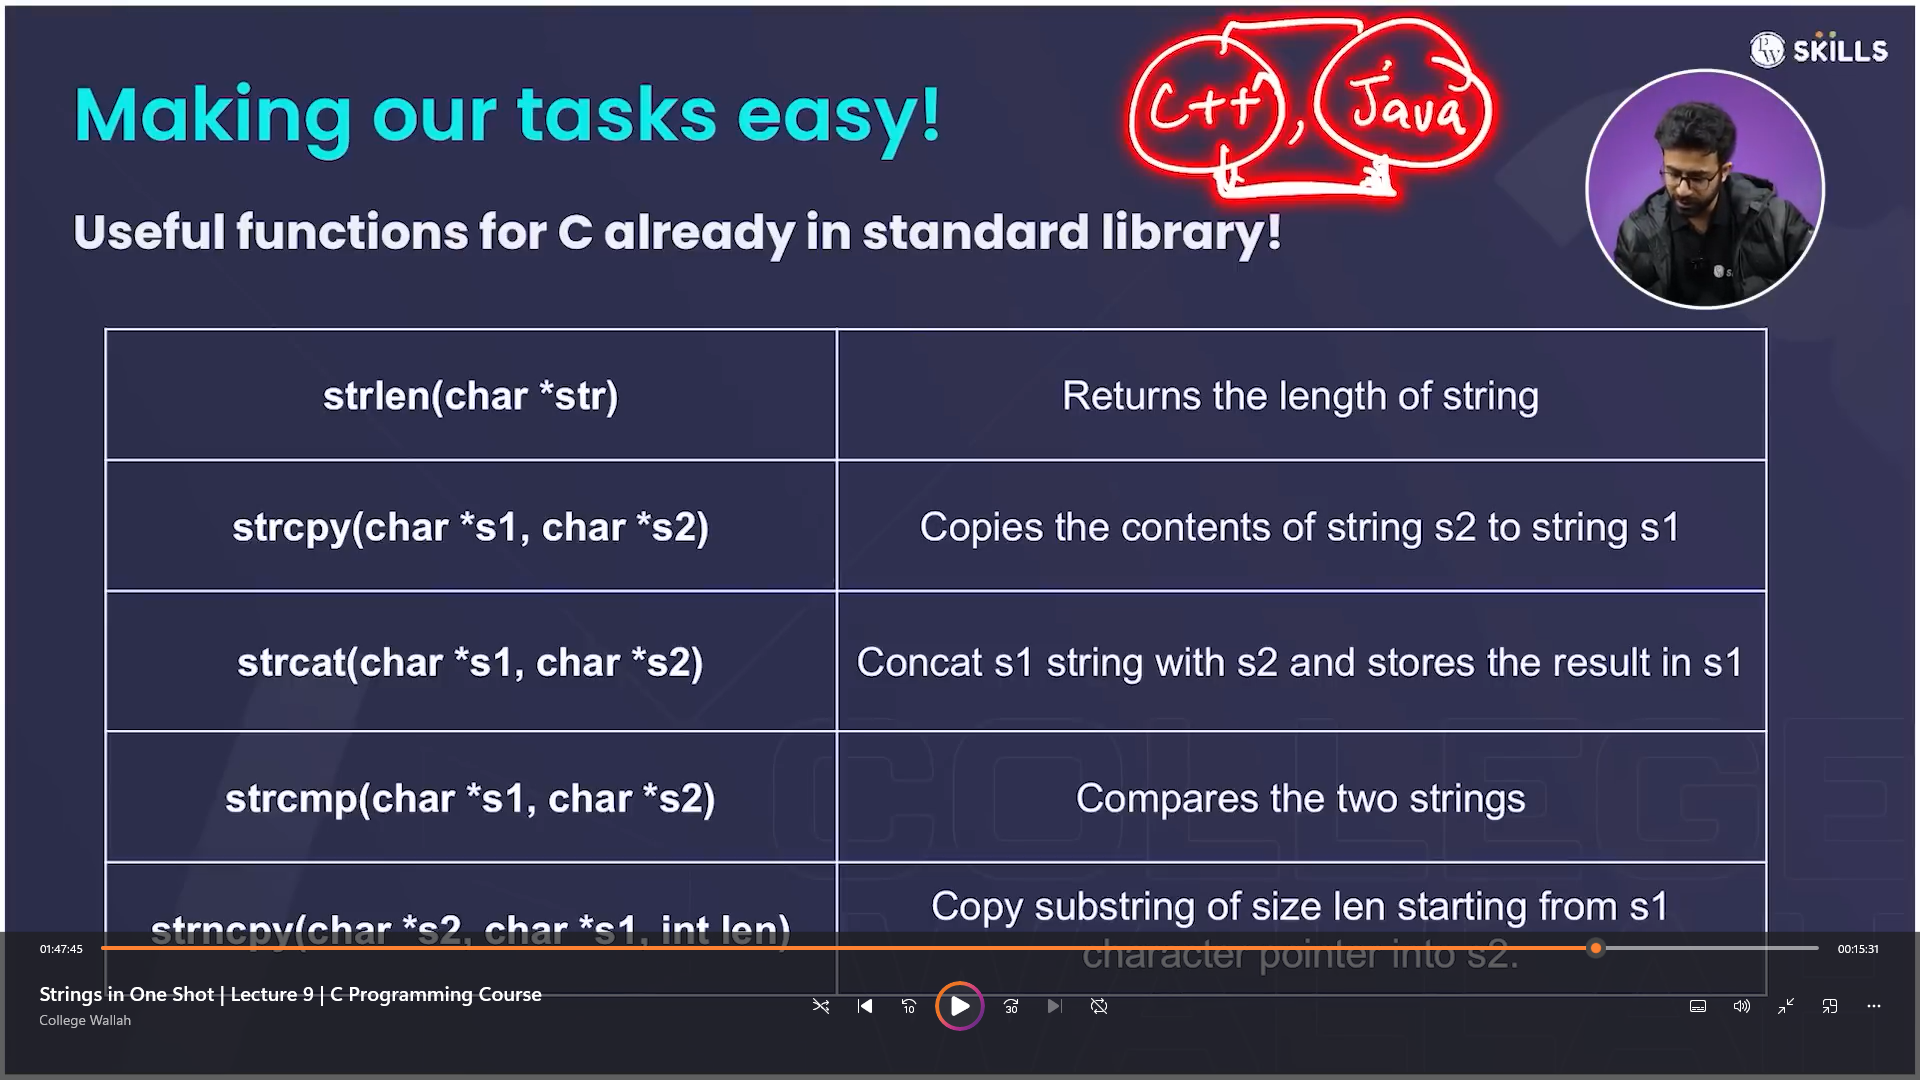 C++, Java
PW SKILLS
Making our tasks easy!
Useful functions for C already in standard library!
strlen(char *str)
Returns the length of string
strcpy(char *s1, char *s2)
Copies the contents of string s2 to string s1
strcat(char *s1, char *s2)
Concat s1 string with s2 and stores the result in s1
strcmp(char *s1, char *s2)
Compares the two strings
strncpy(char *s2, char *s1, int len)
Copy substring of size len starting from s1
character pointer into s2.
COLLEGE
01:47:45
00:15:31
Strings in One Shot | Lecture 9 | C Programming Course
College Wallah
10
30